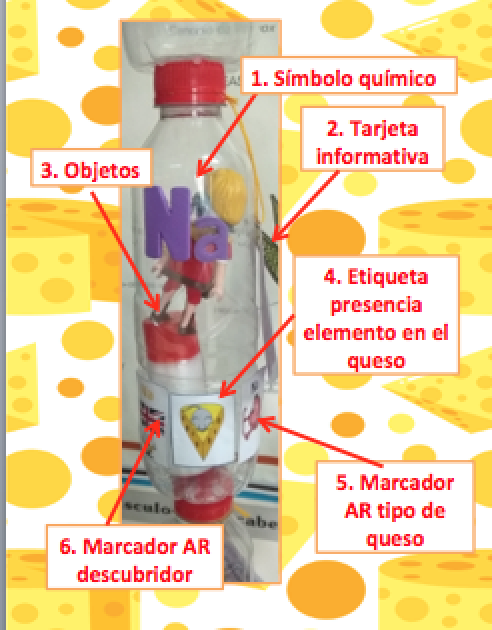 1. Símbolo químico
2. Tarjeta
informativa
3. Objetos
Na
4. Etiqueta
presencia
elemento en el
queso
5. Marcador
AR tipo de
queso
6. Marcador AR
descubridor